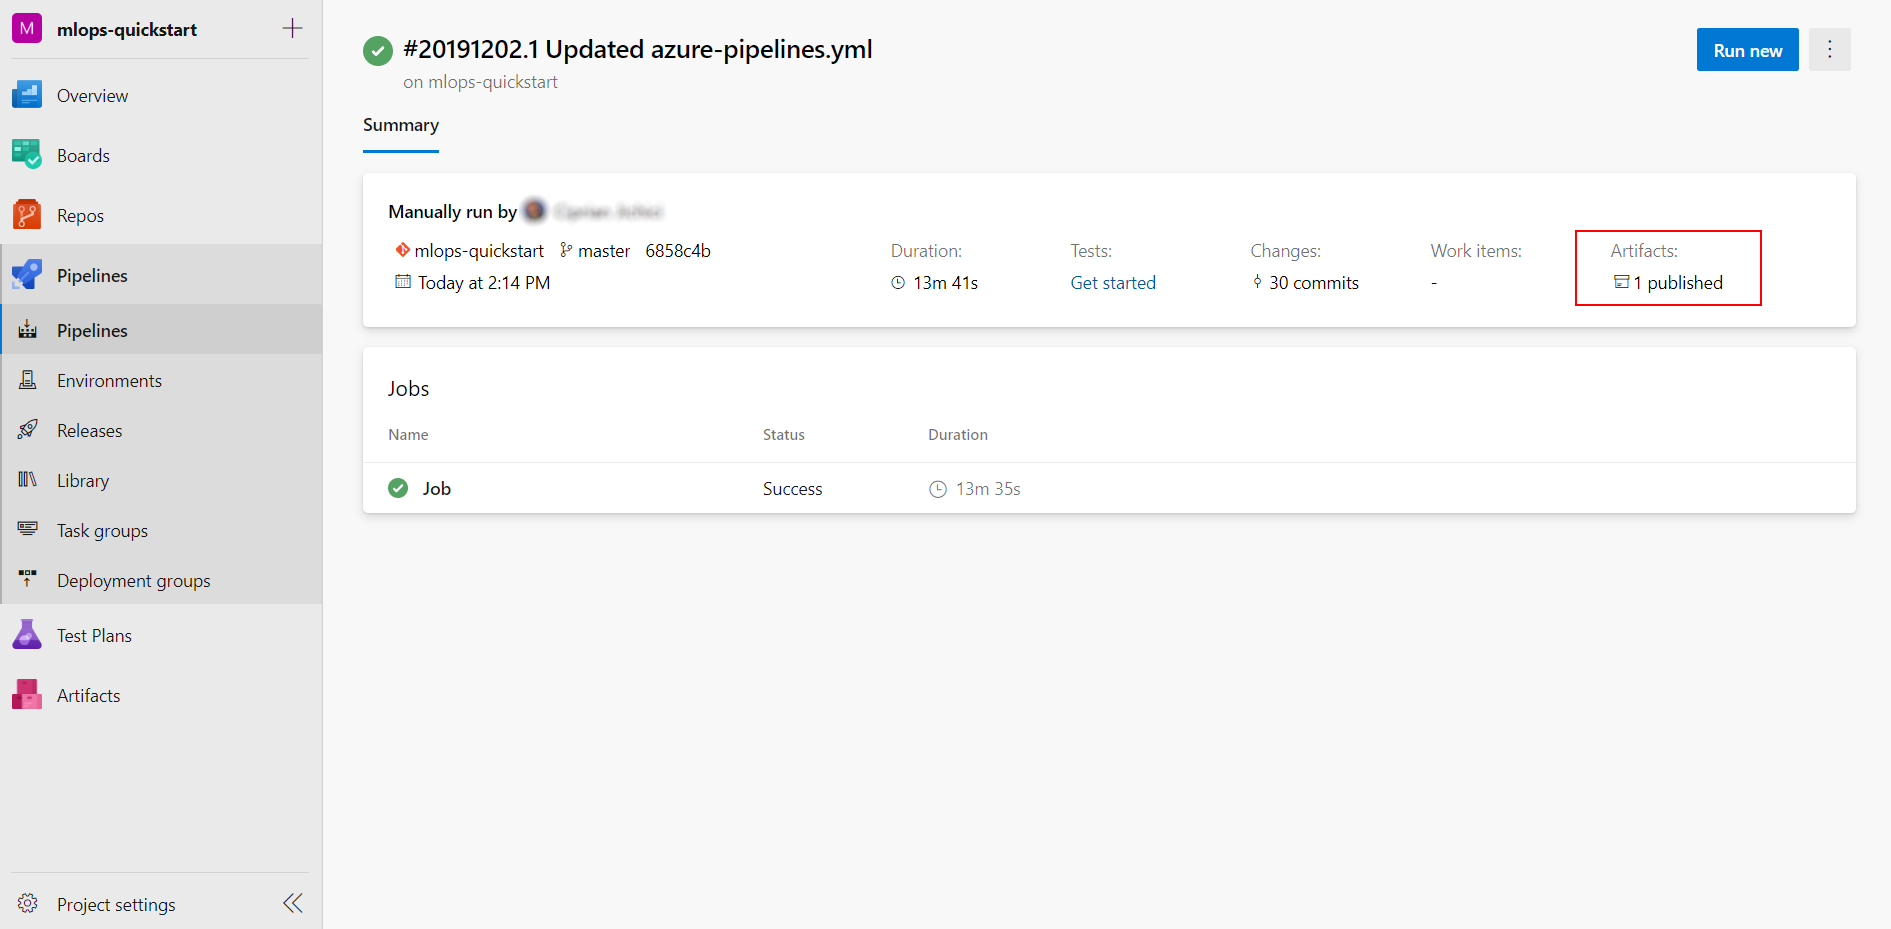 M mlops-quickstart
Overview
Boards
Repos
Pipelines
Pipelines
Environments
Releases
Library
Task groups
Deployment groups
Test Plans
Artifacts
Project settings
#20191202.1 Updated azure-pipelines.yml
on mlops-quickstart
Run new
Summary
Manually run by
mlops-quickstart master 6858c4b
Today at 2:14 PM
Duration:
13m 41s
Tests:
Get started
Changes:
30 commits
Work items:
-
Artifacts:
1 published
Jobs
Name Status Duration
Job Success 13m 35s